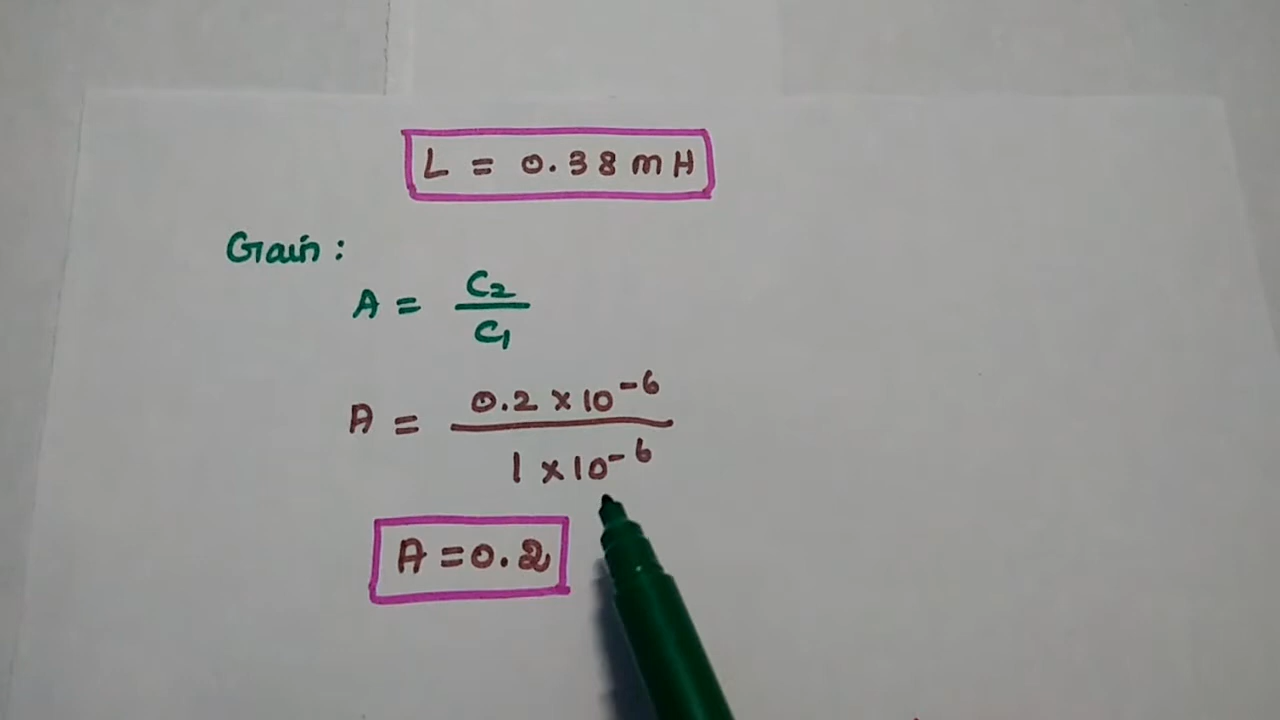 L = 0.38 mH
Gain :
A = C₂ / C₁
A = 0.2 × 10⁻⁶ / 1 × 10⁻⁶
A = 0.2